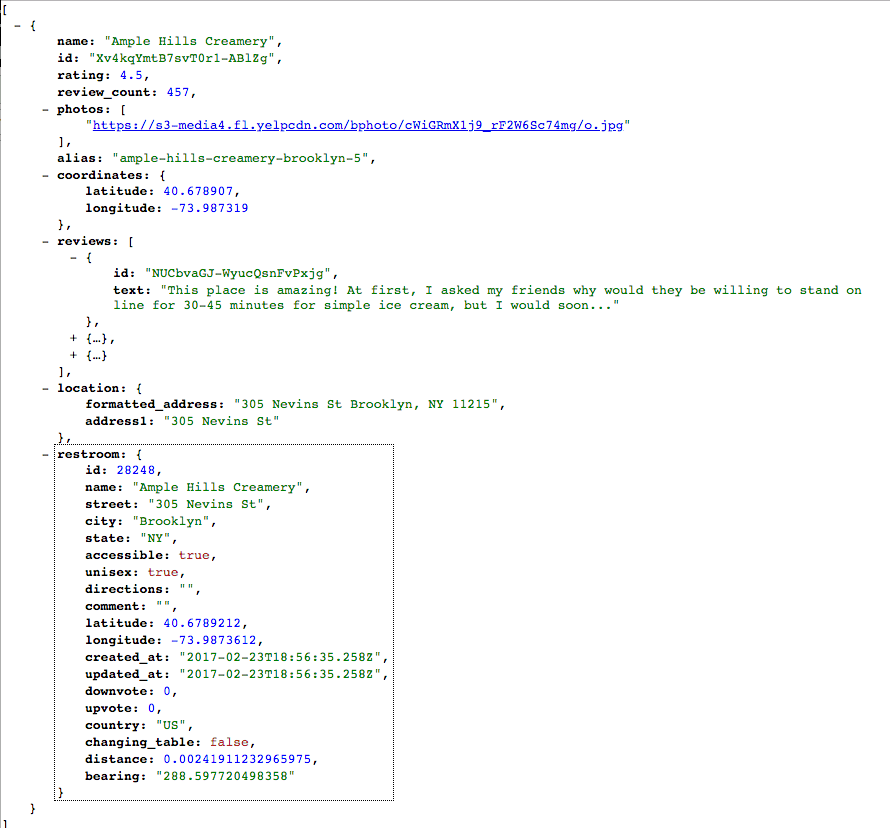 [
− {
name: "Ample Hills Creamery",
id: "Xv4kqYmtB7svT0rl-ABlZg",
rating: 4.5,
review_count: 457,
− photos: [
"https://s3-media4.fl.yelpcdn.com/bphoto/cWiGRmX1j9_rF2W6Sc74mg/o.jpg"
],
alias: "ample-hills-creamery-brooklyn-5",
− coordinates: {
latitude: 40.678907,
longitude: -73.987319
},
− reviews: [
− {
id: "NUCbvaGJ-WyucQsnFvPxjg",
text: "This place is amazing! At first, I asked my friends why would they be willing to stand on
line for 30-45 minutes for simple ice cream, but I would soon..."
},
+ {…},
+ {…}
],
− location: {
formatted_address: "305 Nevins St Brooklyn, NY 11215",
address1: "305 Nevins St"
},
− restroom: {
id: 28248,
name: "Ample Hills Creamery",
street: "305 Nevins St",
city: "Brooklyn",
state: "NY",
accessible: true,
unisex: true,
directions: "",
comment: "",
latitude: 40.6789212,
longitude: -73.9873612,
created_at: "2017-02-23T18:56:35.258Z",
updated_at: "2017-02-23T18:56:35.258Z",
downvote: 0,
upvote: 0,
country: "US",
changing_table: false,
distance: 0.00241911232965975,
bearing: "288.597720498358"
}
}
]